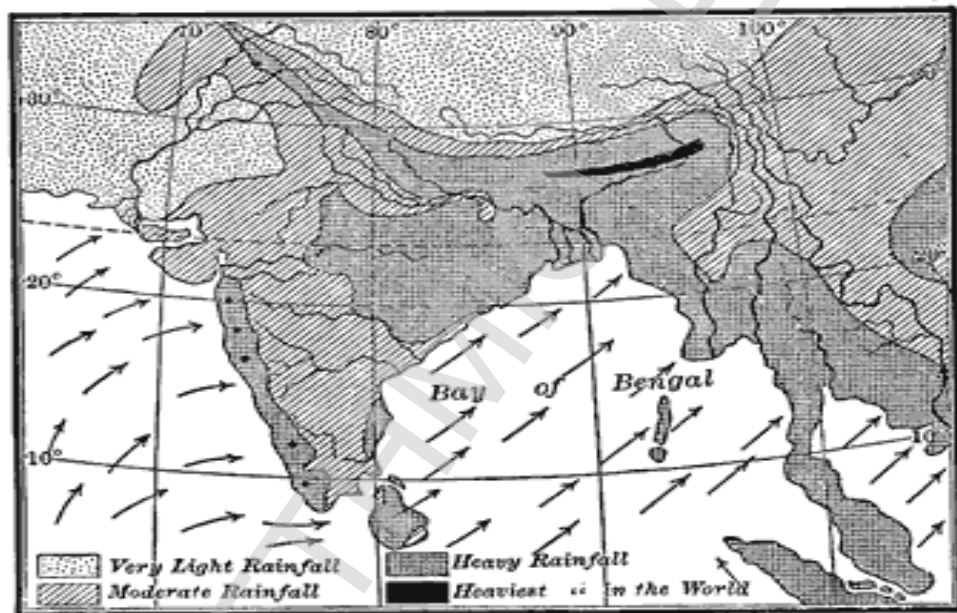 70° 80° 90° 100°
30°
20° 20°
Bay of Bengal
10° 10°
Very Light Rainfall
Moderate Rainfall
Heavy Rainfall
Heaviest " in the World